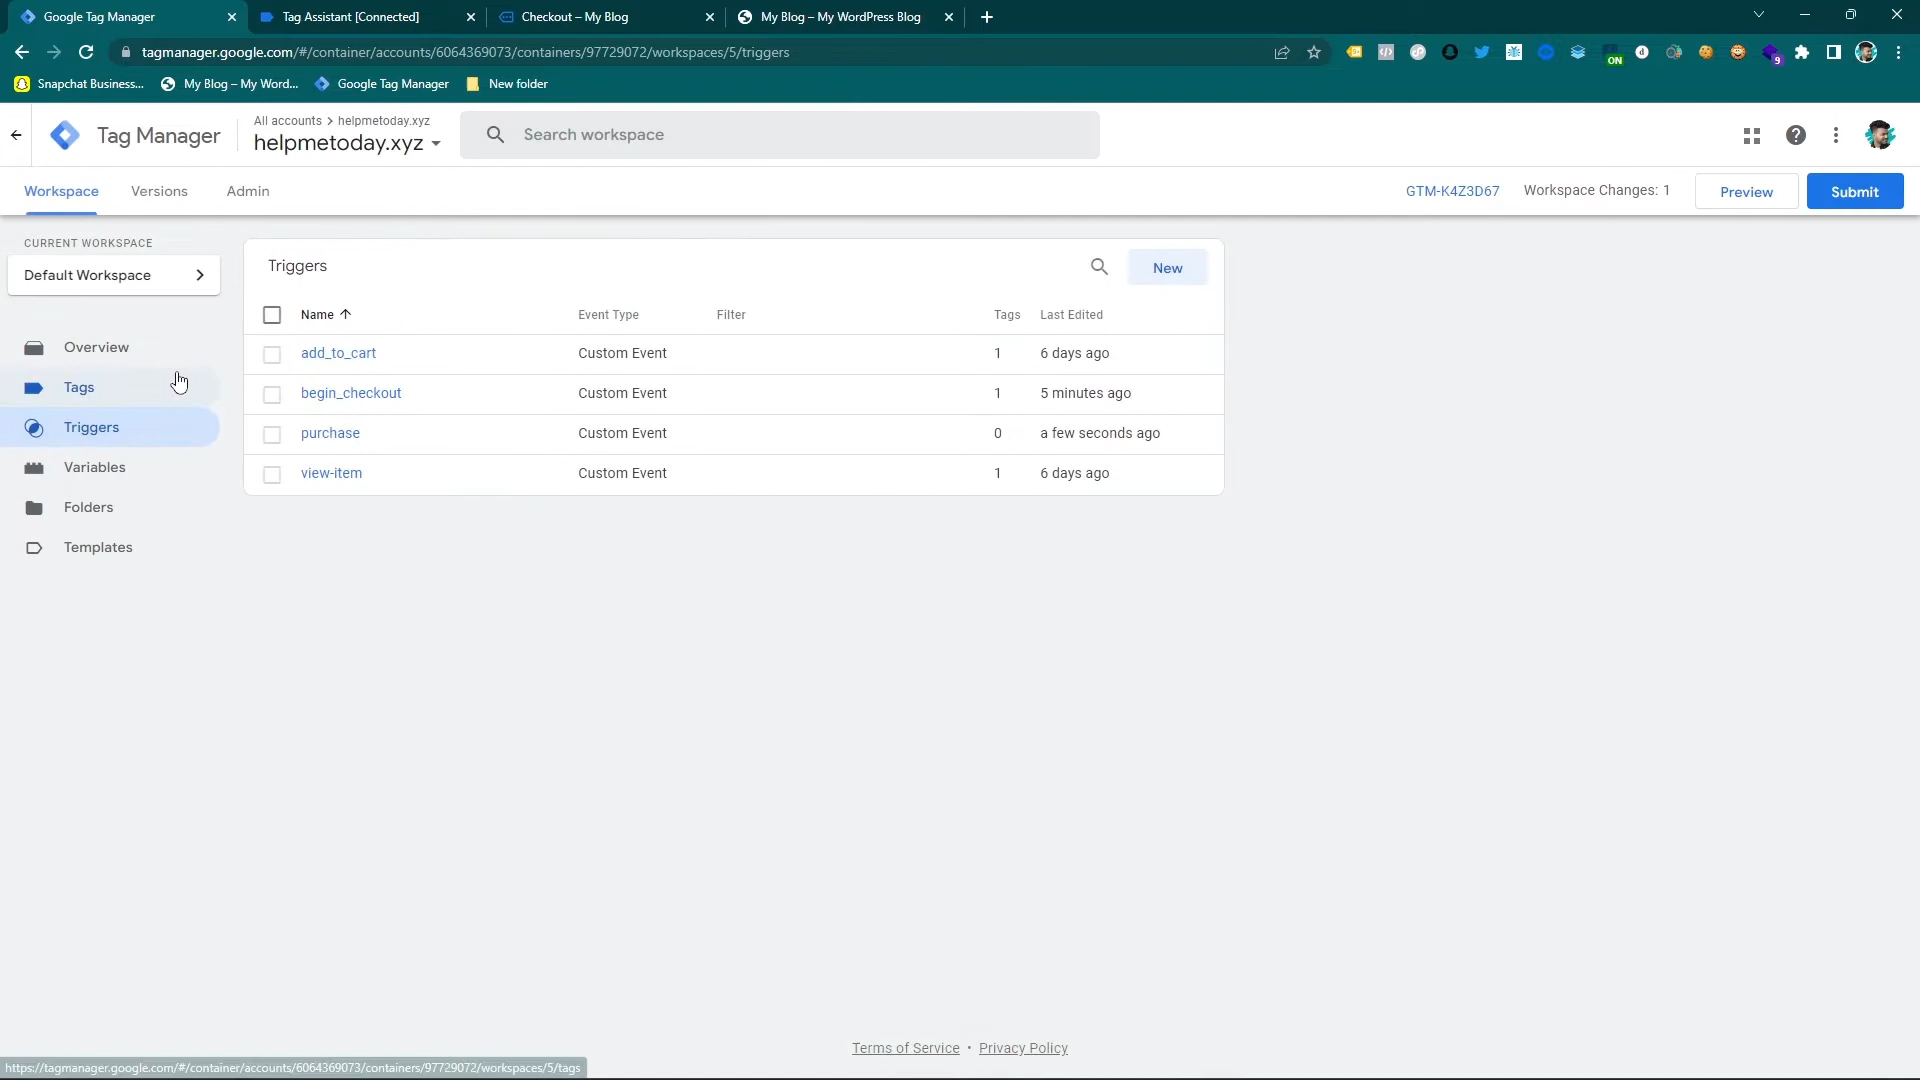 Google Tag Manager
Tag Assistant [Connected]
Checkout – My Blog
My Blog – My WordPress Blog
tagmanager.google.com/#/container/accounts/6064369073/containers/97729072/workspaces/5/triggers
ON
9
Snapchat Business...
My Blog – My Word...
Google Tag Manager
New folder
Tag Manager
All accounts > helpmetoday.xyz
helpmetoday.xyz
Search workspace
Workspace
Versions
Admin
GTM-K4Z3D67
Workspace Changes: 1
Preview
Submit
CURRENT WORKSPACE
Default Workspace
Overview
Tags
Triggers
Variables
Folders
Templates
Triggers
New
Name Event Type Filter Tags Last Edited
add_to_cart Custom Event 1 6 days ago
begin_checkout Custom Event 1 5 minutes ago
purchase Custom Event 0 a few seconds ago
view-item Custom Event 1 6 days ago
Terms of Service • Privacy Policy
https://tagmanager.google.com/#/container/accounts/6064369073/containers/97729072/workspaces/5/tags